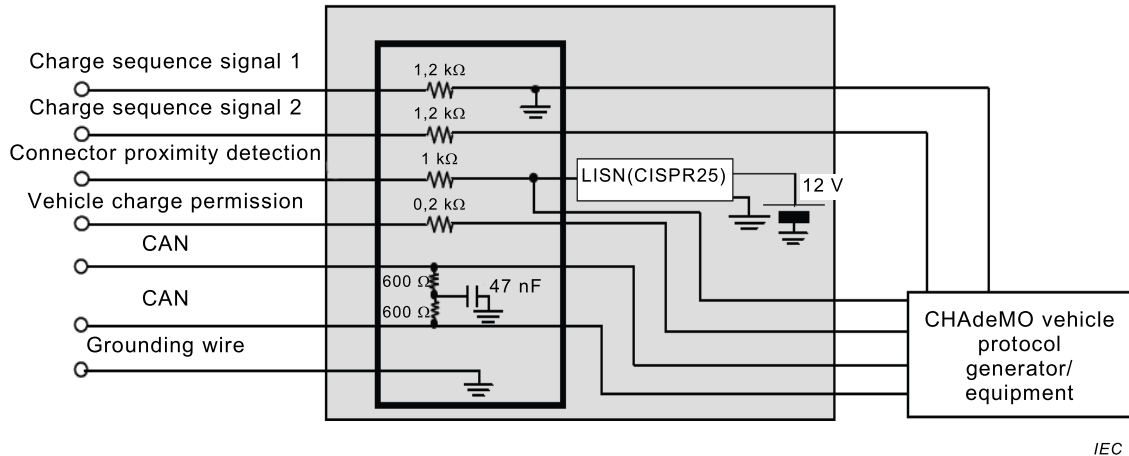 Charge sequence signal 1
1,2 kΩ
Charge sequence signal 2
1,2 kΩ
Connector proximity detection
1 kΩ
LISN(CISPR25)
12 V
Vehicle charge permission
0,2 kΩ
CAN
600 Ω
47 nF
CAN
600 Ω
Grounding wire
CHAdeMO vehicle
protocol
generator/
equipment
IEC